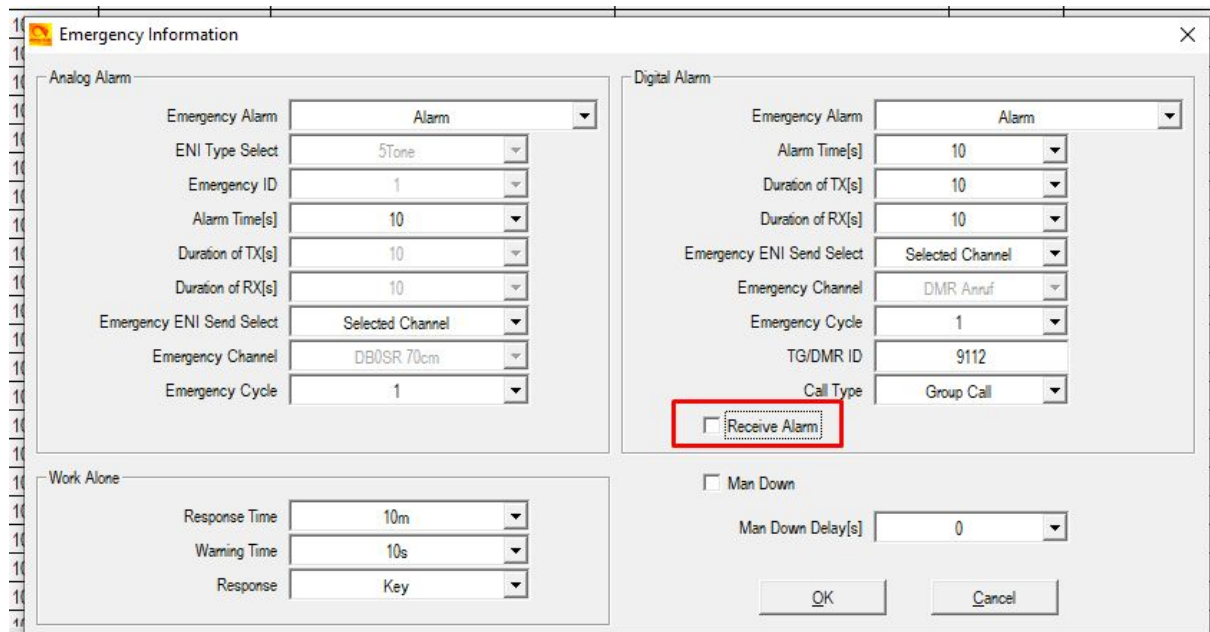 Emergency Information
Analog Alarm
Emergency Alarm Alarm
ENI Type Select 5Tone
Emergency ID 1
Alarm Time[s] 10
Duration of TX[s] 10
Duration of RX[s] 10
Emergency ENI Send Select Selected Channel
Emergency Channel DB0SR 70cm
Emergency Cycle 1
Digital Alarm
Emergency Alarm Alarm
Alarm Time[s] 10
Duration of TX[s] 10
Duration of RX[s] 10
Emergency ENI Send Select Selected Channel
Emergency Channel DMR Anruf
Emergency Cycle 1
TG/DMR ID 9112
Call Type Group Call
Receive Alarm
Work Alone
Response Time 10m
Warning Time 10s
Response Key
Man Down
Man Down Delay[s] 0
OK Cancel